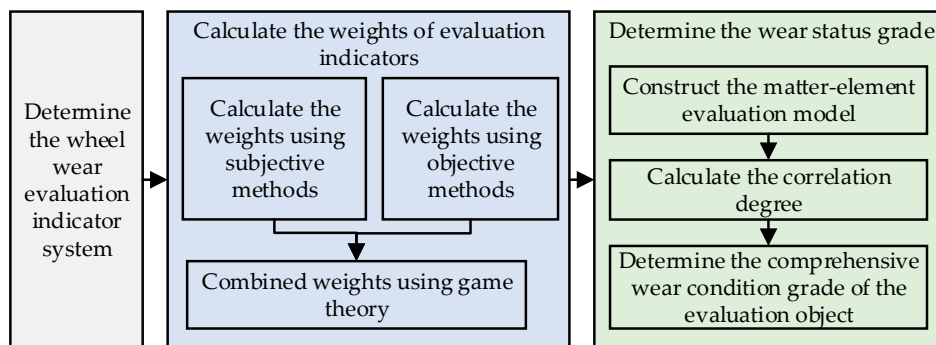 Determine
the wheel
wear
evaluation
indicator
system
Calculate the weights of evaluation
indicators
Calculate the
weights using
subjective
methods
Calculate the
weights using
objective
methods
Combined weights using game
theory
Determine the wear status grade
Construct the matter-element
evaluation model
Calculate the correlation
degree
Determine the comprehensive
wear condition grade of the
evaluation object